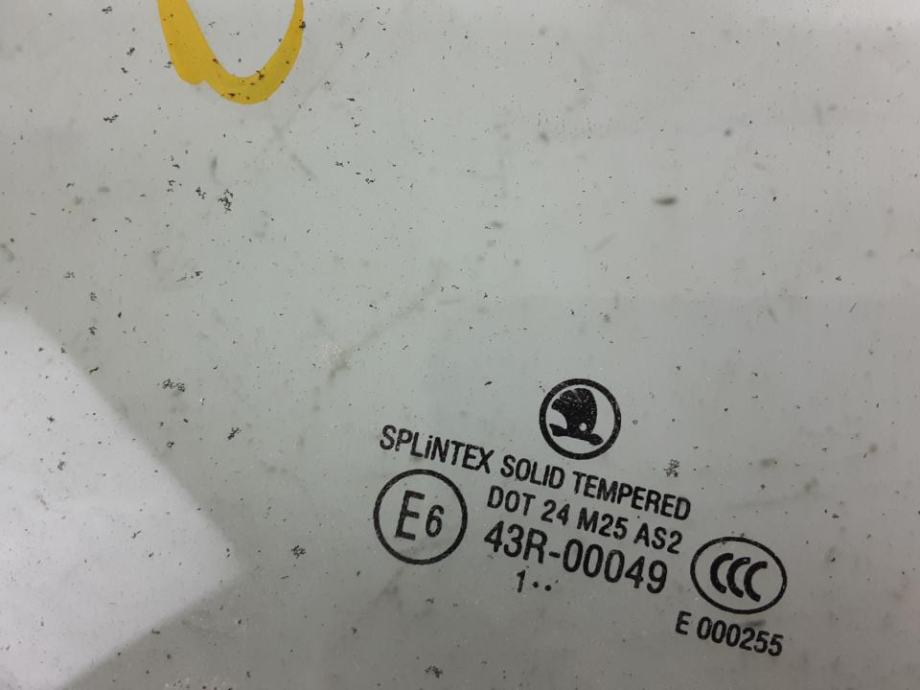 SPLiNTEX SOLID TEMPERED
E6
DOT 24 M25 AS2
43R-00049
1••
CCC
E 000255